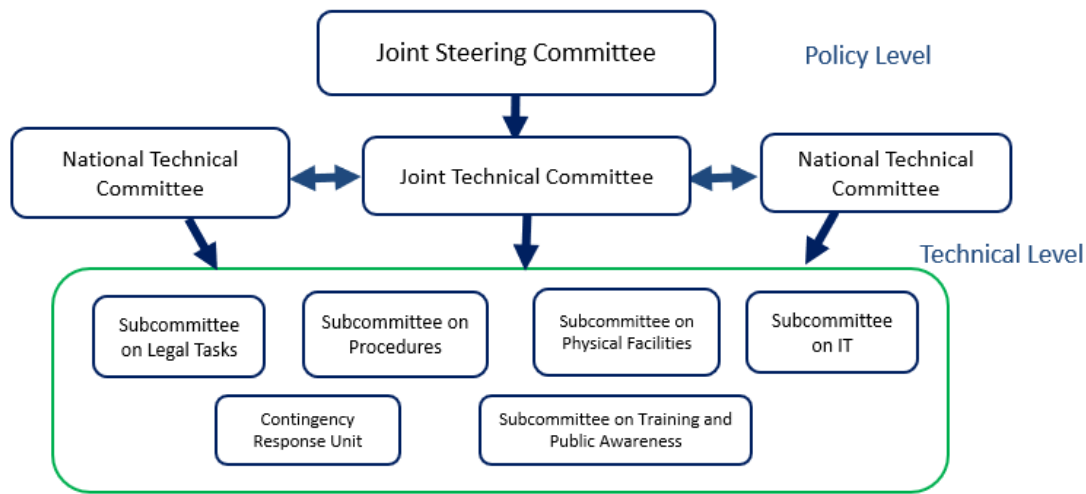 Joint Steering Committee
Policy Level
National Technical
Committee
Joint Technical Committee
National Technical
Committee
Technical Level
Subcommittee
on Legal Tasks
Subcommittee on
Procedures
Subcommittee on
Physical Facilities
Subcommittee
on IT
Contingency
Response Unit
Subcommittee on Training and
Public Awareness